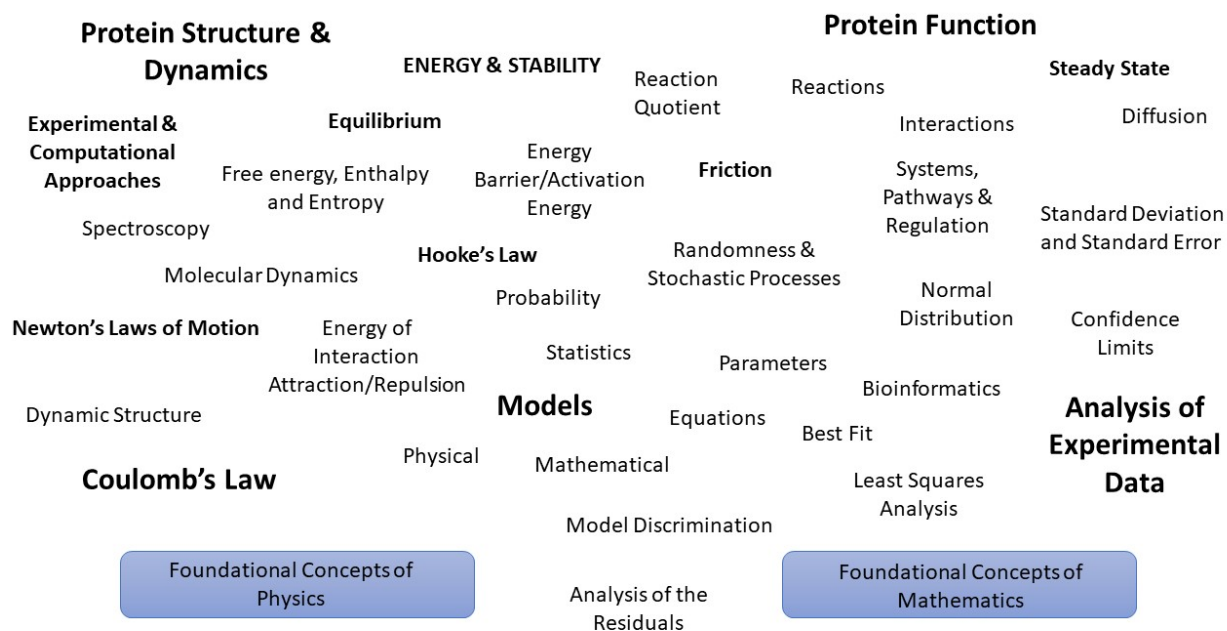 Protein Structure &
Dynamics
ENERGY & STABILITY
Protein Function
Reaction
Quotient
Reactions
Steady State
Experimental &
Computational
Approaches
Equilibrium
Interactions
Diffusion
Free energy, Enthalpy
and Entropy
Energy
Barrier/Activation
Energy
Friction
Systems,
Pathways &
Regulation
Standard Deviation
and Standard Error
Spectroscopy
Molecular Dynamics
Hooke's Law
Randomness &
Stochastic Processes
Probability
Normal
Distribution
Confidence
Limits
Newton's Laws of Motion
Energy of
Interaction
Attraction/Repulsion
Statistics
Parameters
Bioinformatics
Dynamic Structure
Models
Equations
Best Fit
Analysis of
Experimental
Data
Coulomb's Law
Physical
Mathematical
Least Squares
Analysis
Model Discrimination
Foundational Concepts of
Physics
Analysis of the
Residuals
Foundational Concepts of
Mathematics